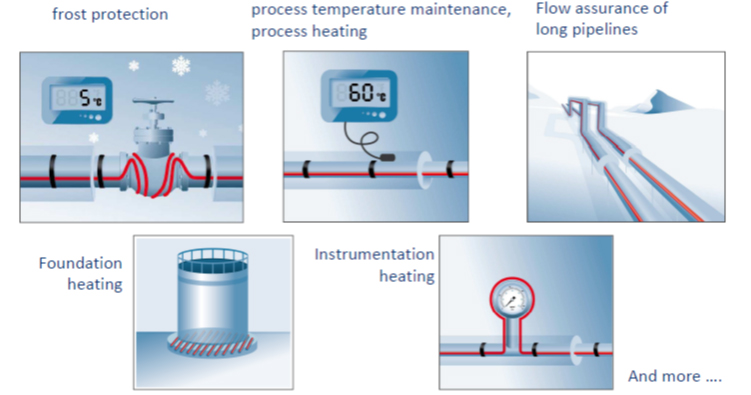 frost protection
process temperature maintenance,
process heating
Flow assurance of
long pipelines
5°C
60°C
Foundation
heating
Instrumentation
heating
And more ....